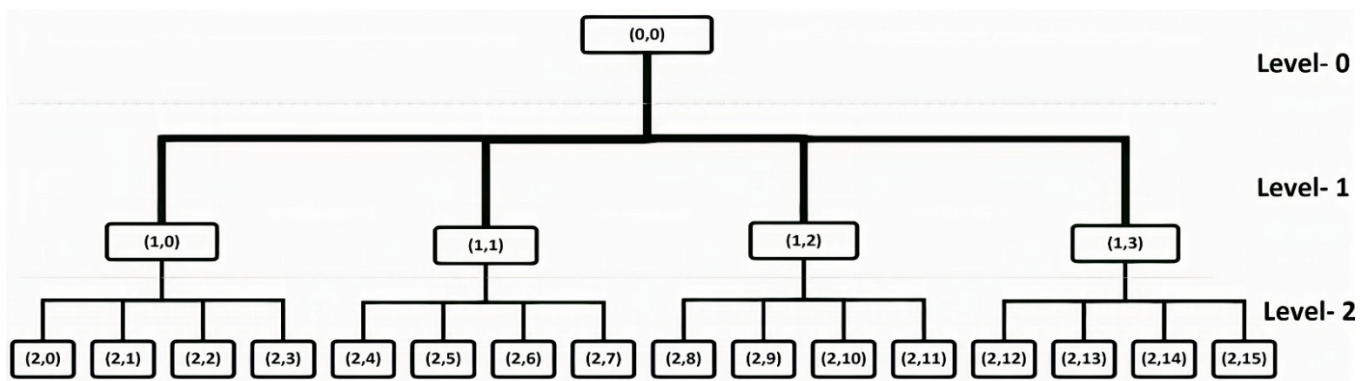 (0,0)
Level- 0
Level- 1
(1,0) (1,1) (1,2) (1,3)
Level- 2
(2,0) (2,1) (2,2) (2,3) (2,4) (2,5) (2,6) (2,7) (2,8) (2,9) (2,10) (2,11) (2,12) (2,13) (2,14) (2,15)